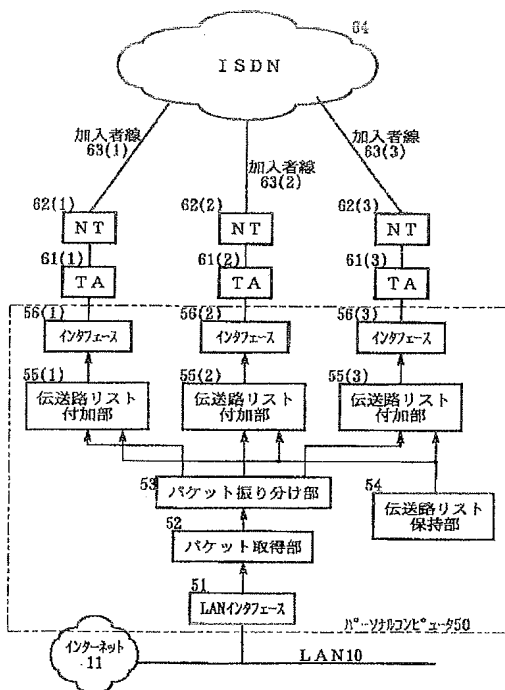 64
ISDN
加入者線
63(1)
加入者線
63(2)
加入者線
63(3)
62(1)
NT
62(2)
NT
62(3)
NT
61(1)
TA
61(2)
TA
61(3)
TA
56(1)
インタフェース
56(2)
インタフェース
56(3)
インタフェース
55(1)
伝送路リスト
付加部
55(2)
伝送路リスト
付加部
55(3)
伝送路リスト
付加部
53
パケット振り分け部
54
伝送路リスト
保持部
52
パケット取得部
51
LANインタフェース
パーソナルコンピュータ50
インターネット
11
LAN10